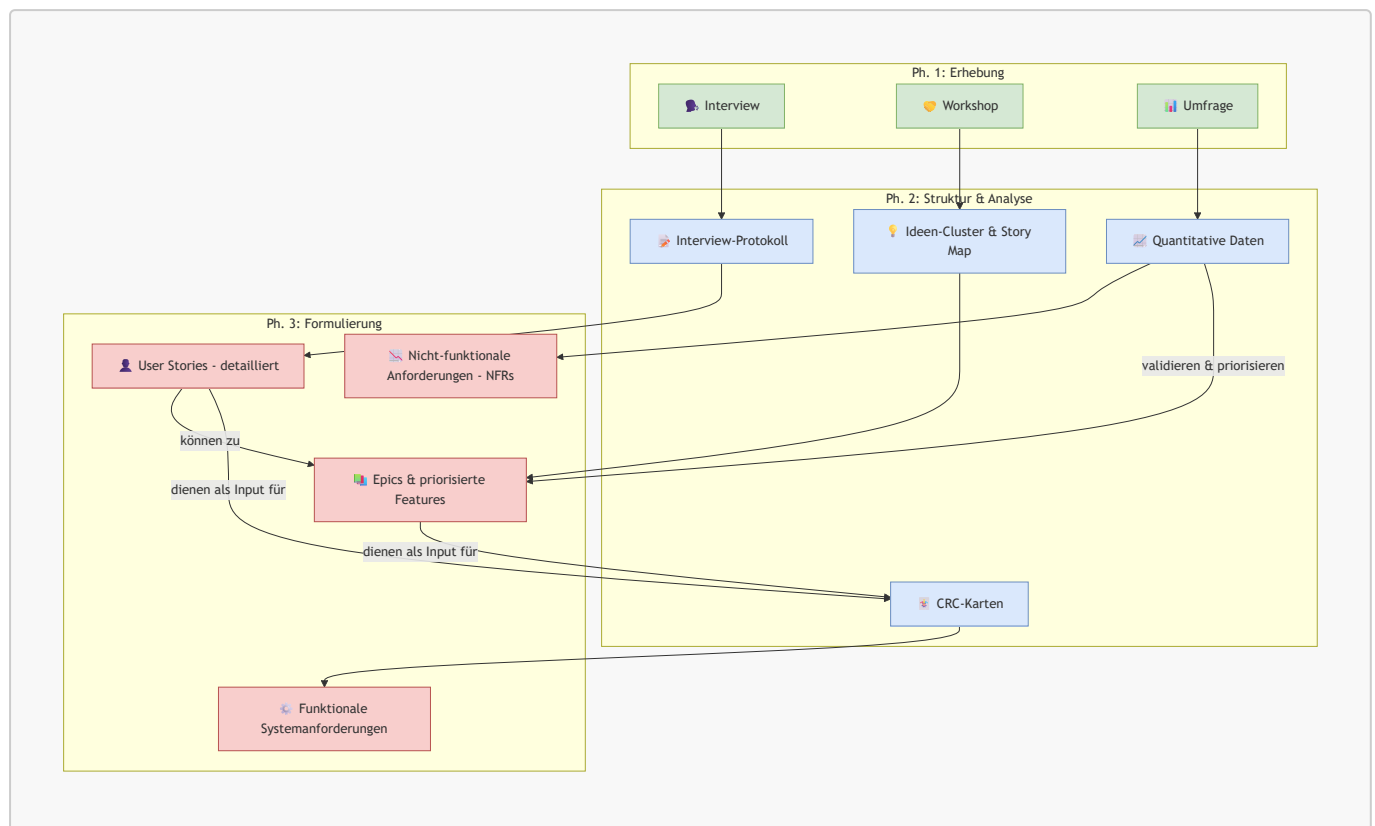 Ph. 1: Erhebung
Interview
Workshop
Umfrage
Ph. 2: Struktur & Analyse
Interview-Protokoll
Ideen-Cluster & Story
Map
Quantitative Daten
Ph. 3: Formulierung
User Stories - detailliert
Nicht-funktionale
Anforderungen - NFRs
validieren & priorisieren
können zu
Epics & priorisierte
Features
dienen als Input für
dienen als Input für
CRC-Karten
Funktionale
Systemanforderungen